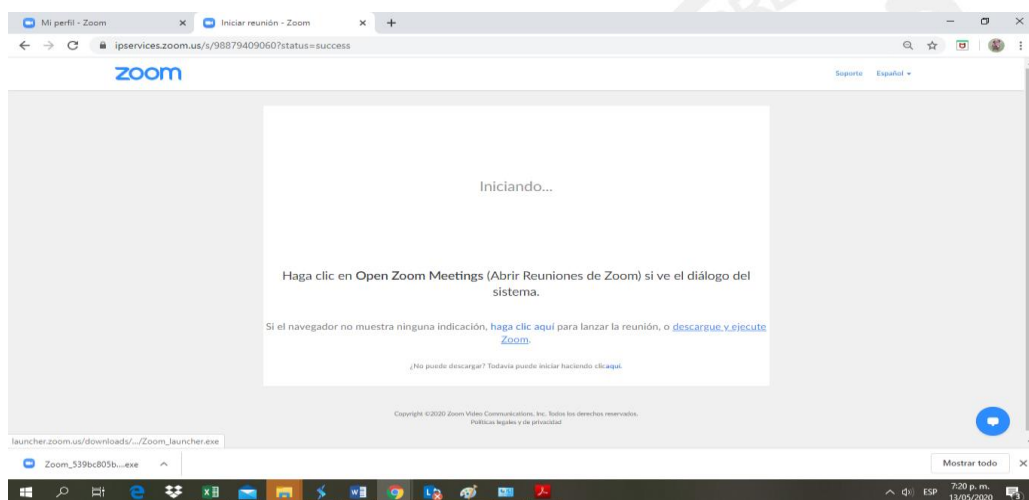 Mi perfil - Zoom
Iniciar reunión - Zoom
ipservices.zoom.us/s/98879409060?status=success
zoom
Soporte Español
Iniciando...
Haga clic en Open Zoom Meetings (Abrir Reuniones de Zoom) si ve el diálogo del
sistema.
Si el navegador no muestra ninguna indicación, haga clic aquí para lanzar la reunión, o descargue y ejecute
Zoom.
¿No puede descargar? Todavía puede iniciar haciendo clicaquí.
Copyright ©2020 Zoom Video Communications, Inc. Todos los derechos reservados.
Políticas legales y de privacidad
launcher.zoom.us/downloads/.../Zoom_launcher.exe
Zoom_539bc805b....exe
Mostrar todo
ESP
7:20 p. m.
13/05/2020